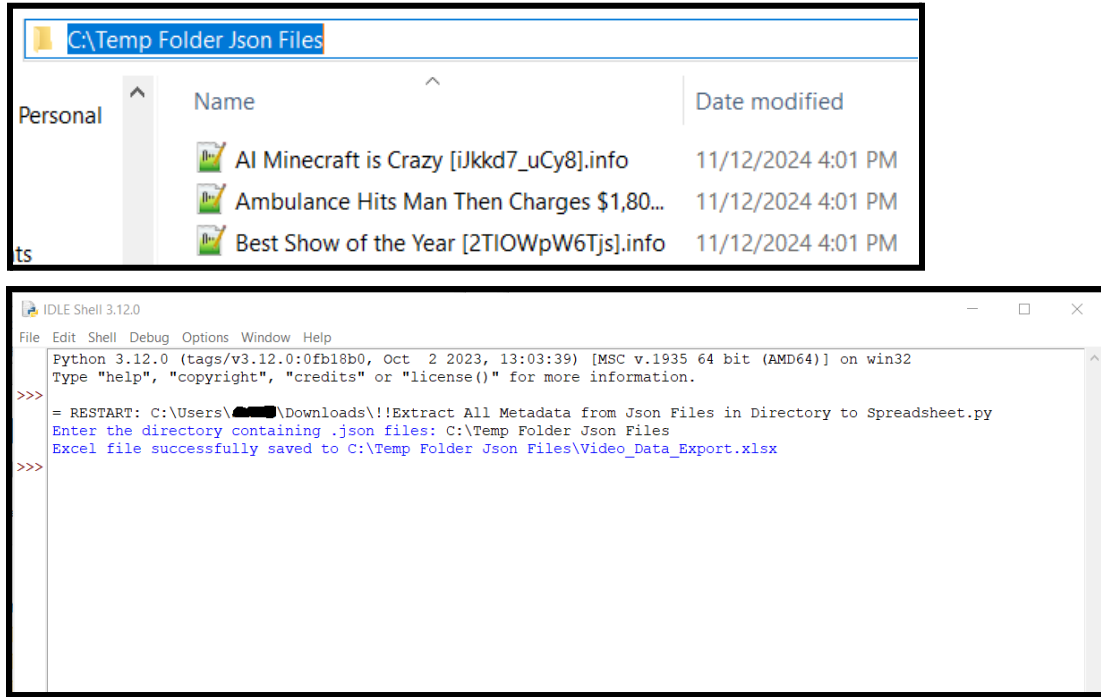 C:\Temp Folder Json Files
Personal
Name
Date modified
AI Minecraft is Crazy [iJkkd7_uCy8].info 11/12/2024 4:01 PM
Ambulance Hits Man Then Charges $1,80... 11/12/2024 4:01 PM
Best Show of the Year [2TIOWpW6Tjs].info 11/12/2024 4:01 PM
ts
IDLE Shell 3.12.0
File Edit Shell Debug Options Window Help
Python 3.12.0 (tags/v3.12.0:0fb18b0, Oct  2 2023, 13:03:39) [MSC v.1935 64 bit (AMD64)] on win32
Type "help", "copyright", "credits" or "license()" for more information.
>>>
= RESTART: C:\Users\ \Downloads\!!Extract All Metadata from Json Files in Directory to Spreadsheet.py
Enter the directory containing .json files: C:\Temp Folder Json Files
Excel file successfully saved to C:\Temp Folder Json Files\Video_Data_Export.xlsx
>>>